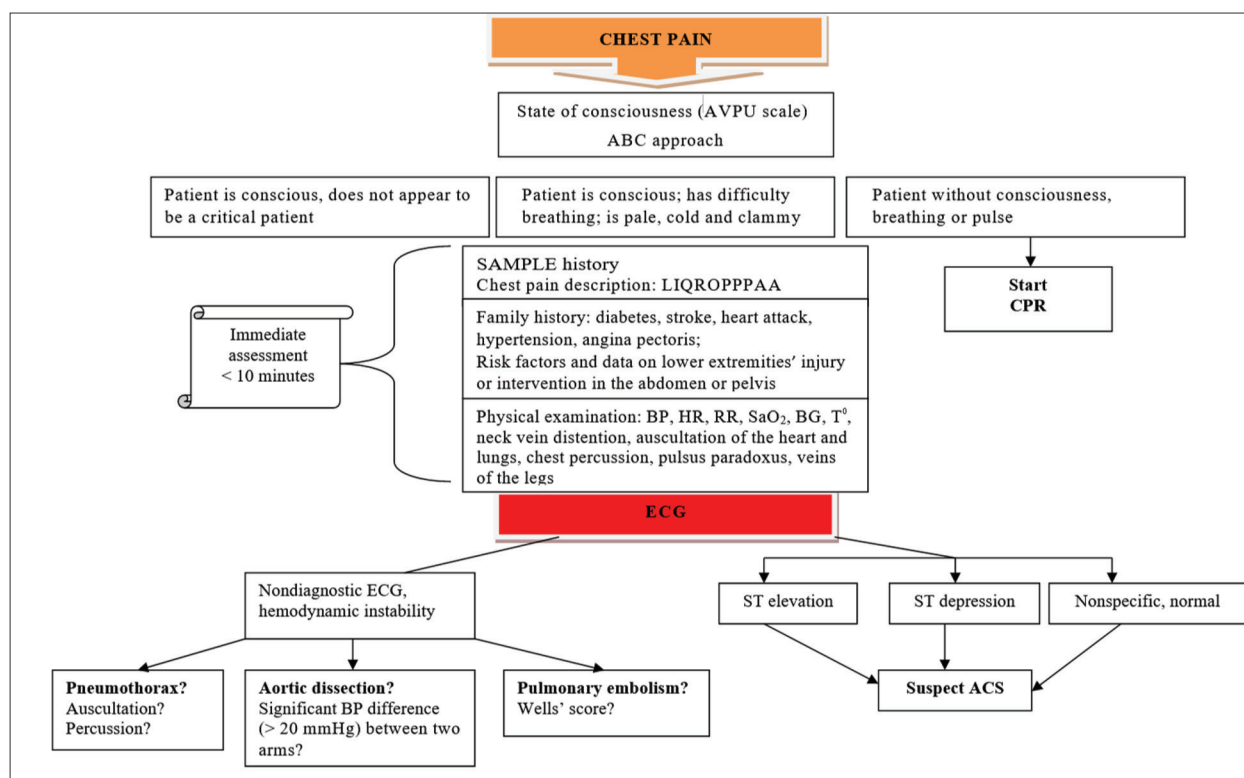 CHEST PAIN
State of consciousness (AVPU scale)
ABC approach
Patient is conscious, does not appear to
be a critical patient
Patient is conscious; has difficulty
breathing; is pale, cold and clammy
Patient without consciousness,
breathing or pulse
Start
CPR
Immediate
assessment
< 10 minutes
SAMPLE history
Chest pain description: LIQROPPPAA
Family history: diabetes, stroke, heart attack,
hypertension, angina pectoris;
Risk factors and data on lower extremities′ injury
or intervention in the abdomen or pelvis
Physical examination: BP, HR, RR, SaO₂, BG, T⁰,
neck vein distention, auscultation of the heart and
lungs, chest percussion, pulsus paradoxus, veins
of the legs
ECG
Nondiagnostic ECG,
hemodynamic instability
ST elevation
ST depression
Nonspecific, normal
Pneumothorax?
Auscultation?
Percussion?
Aortic dissection?
Significant BP difference
(> 20 mmHg) between two
arms?
Pulmonary embolism?
Wells’ score?
Suspect ACS